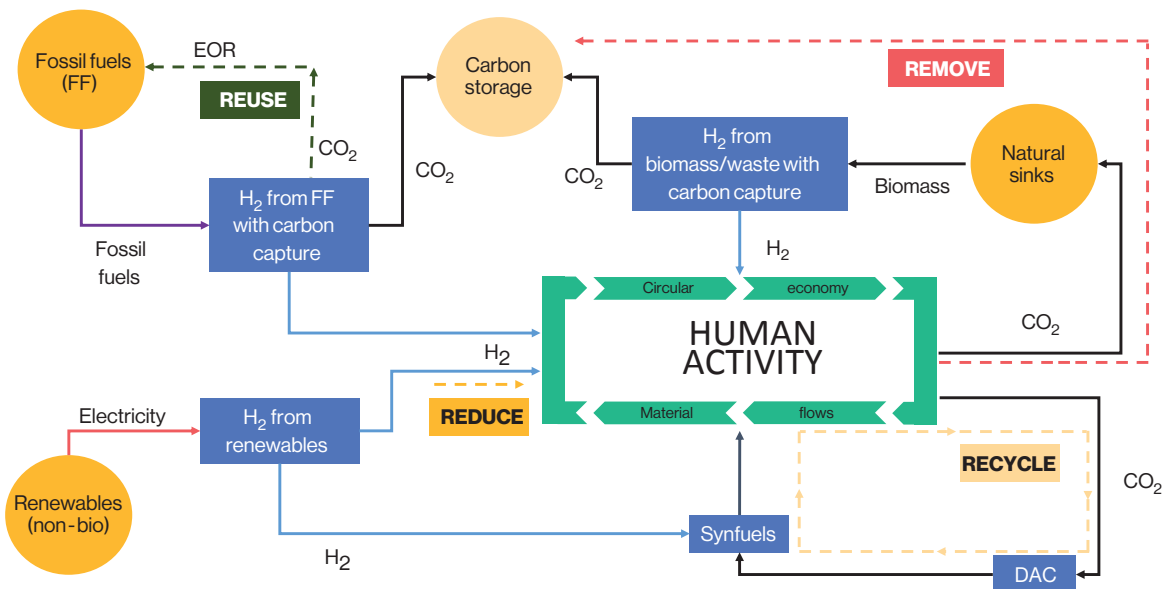 Fossil fuels
(FF)
EOR
REUSE
CO₂
CO₂
Carbon
storage
REMOVE
H₂ from
biomass/waste with
carbon capture
CO₂
Biomass
Natural
sinks
H₂ from FF
with carbon
capture
Fossil
fuels
H₂
Circular economy
HUMAN
ACTIVITY
CO₂
H₂
REDUCE
Material flows
Electricity
H₂ from
renewables
Renewables
(non-bio)
H₂
RECYCLE
CO₂
Synfuels
DAC